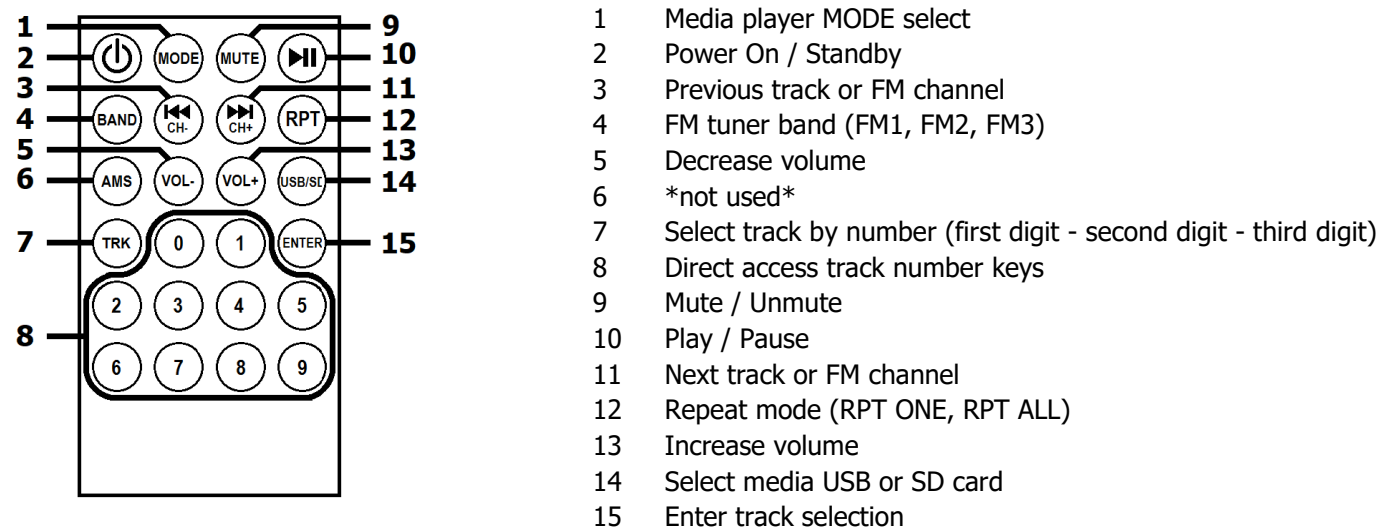 1
2
3
4
5
6
7
8
9
10
11
12
13
14
15
MODE MUTE
BAND CH- CH+ RPT
AMS VOL- VOL+ USB/SD
TRK 0 1 ENTER
2 3 4 5
6 7 8 9
1 Media player MODE select
2 Power On / Standby
3 Previous track or FM channel
4 FM tuner band (FM1, FM2, FM3)
5 Decrease volume
6 *not used*
7 Select track by number (first digit - second digit - third digit)
8 Direct access track number keys
9 Mute / Unmute
10 Play / Pause
11 Next track or FM channel
12 Repeat mode (RPT ONE, RPT ALL)
13 Increase volume
14 Select media USB or SD card
15 Enter track selection